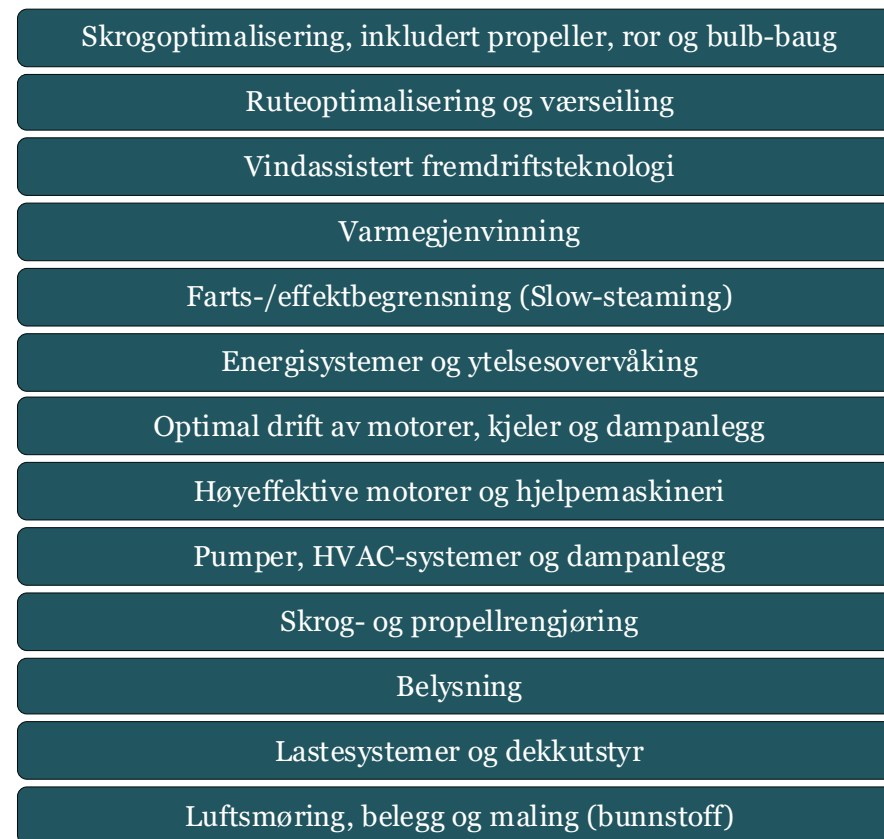 Skrogoptimalisering, inkludert propeller, ror og bulb-baug
Ruteoptimalisering og værseiling
Vindassistert fremdriftsteknologi
Varmegjenvinning
Farts-/effektbegrensning (Slow-steaming)
Energisystemer og ytelsesovervåking
Optimal drift av motorer, kjeler og dampanlegg
Høyeffektive motorer og hjelpemaskineri
Pumper, HVAC-systemer og dampanlegg
Skrog- og propellrengjøring
Belysning
Lastesystemer og dekkutstyr
Luftsmøring, belegg og maling (bunnstoff)